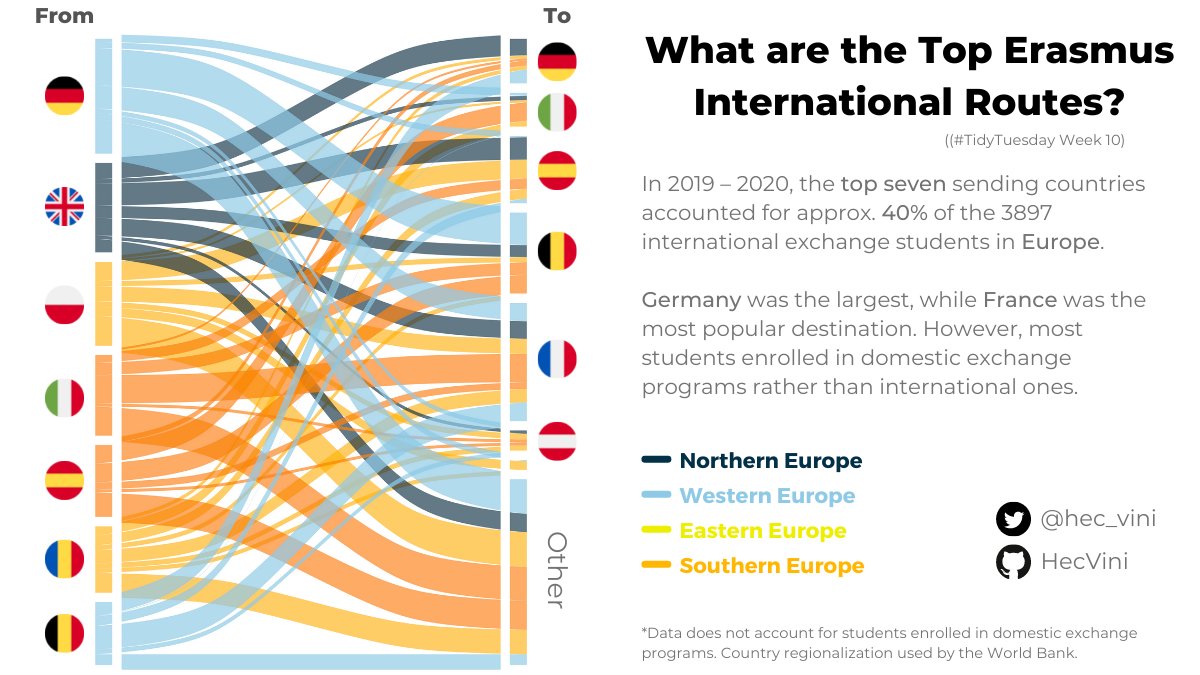 From
To
What are the Top Erasmus
International Routes?
((#TidyTuesday Week 10)
In 2019 – 2020, the top seven sending countries
accounted for approx. 40% of the 3897
international exchange students in Europe.
Germany was the largest, while France was the
most popular destination. However, most
students enrolled in domestic exchange
programs rather than international ones.
Northern Europe
Western Europe
Eastern Europe
Southern Europe
@hec_vini
HecVini
Other
*Data does not account for students enrolled in domestic exchange
programs. Country regionalization used by the World Bank.